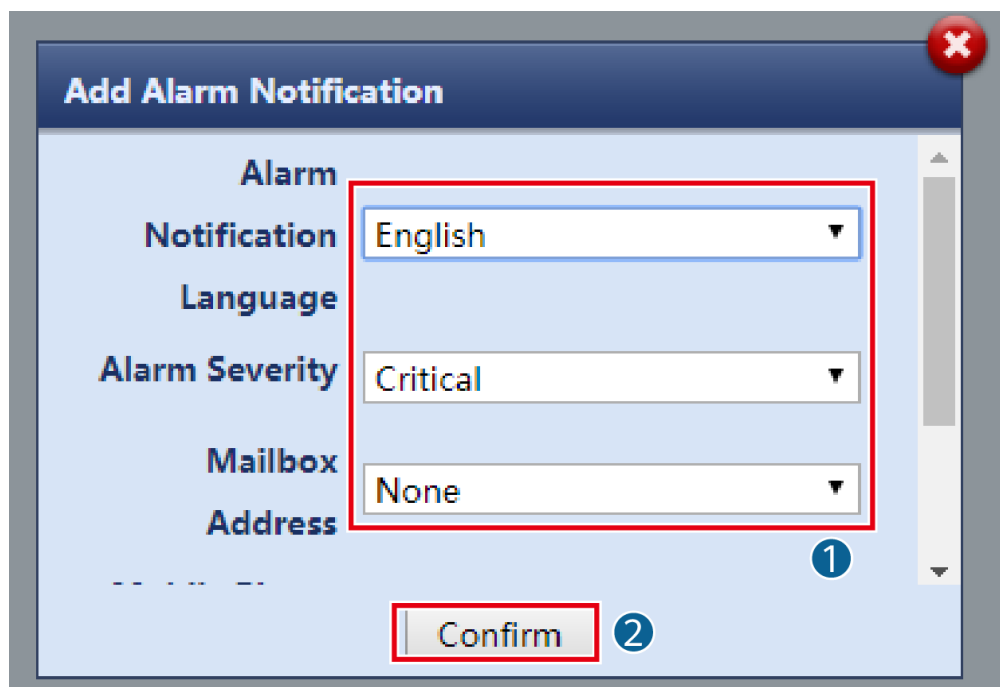 Add Alarm Notification
Alarm
Notification
Language
English
Alarm Severity
Critical
Mailbox
Address
None
1
Confirm
2